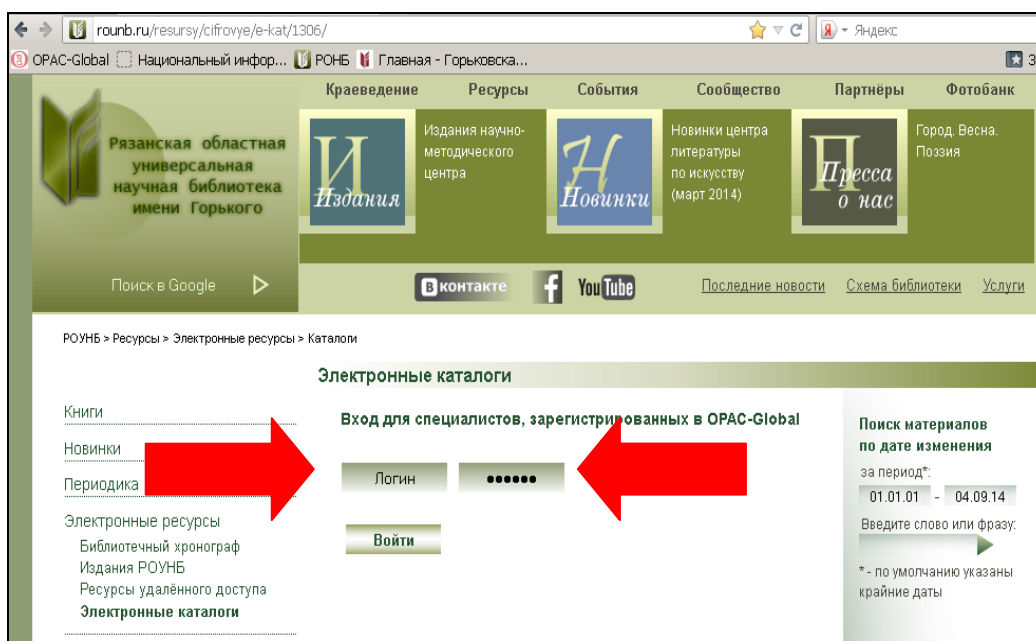 rounb.ru/resursy/cifrovye/e-kat/1306/
Я - Яндекс
OPAC-Global Национальный инфор... РОНБ Главная - Горьковска...
З
Краеведение Ресурсы События Сообщество Партнёры Фотобанк
Рязанская областная
универсальная
научная библиотека
имени Горького
И
Издания
Издания научно-
методического
центра
Н
Новинки
Новинки центра
литературы
по искусству
(март 2014)
Пресса
о нас
Город. Весна.
Поэзия
Поиск в Google
В контакте f You Tube
Последние новости Схема библиотеки Услуги
РОУНБ > Ресурсы > Электронные ресурсы > Каталоги
Электронные каталоги
Книги
Новинки
Периодика
Электронные ресурсы
Библиотечный хронограф
Издания РОУНБ
Ресурсы удалённого доступа
Электронные каталоги
Вход для специалистов, зарегистрированных в OPAC-Global
Логин ••••••
Войти
Поиск материалов
по дате изменения
за период*:
01.01.01 - 04.09.14
Введите слово или фразу:
* - по умолчанию указаны
крайние даты